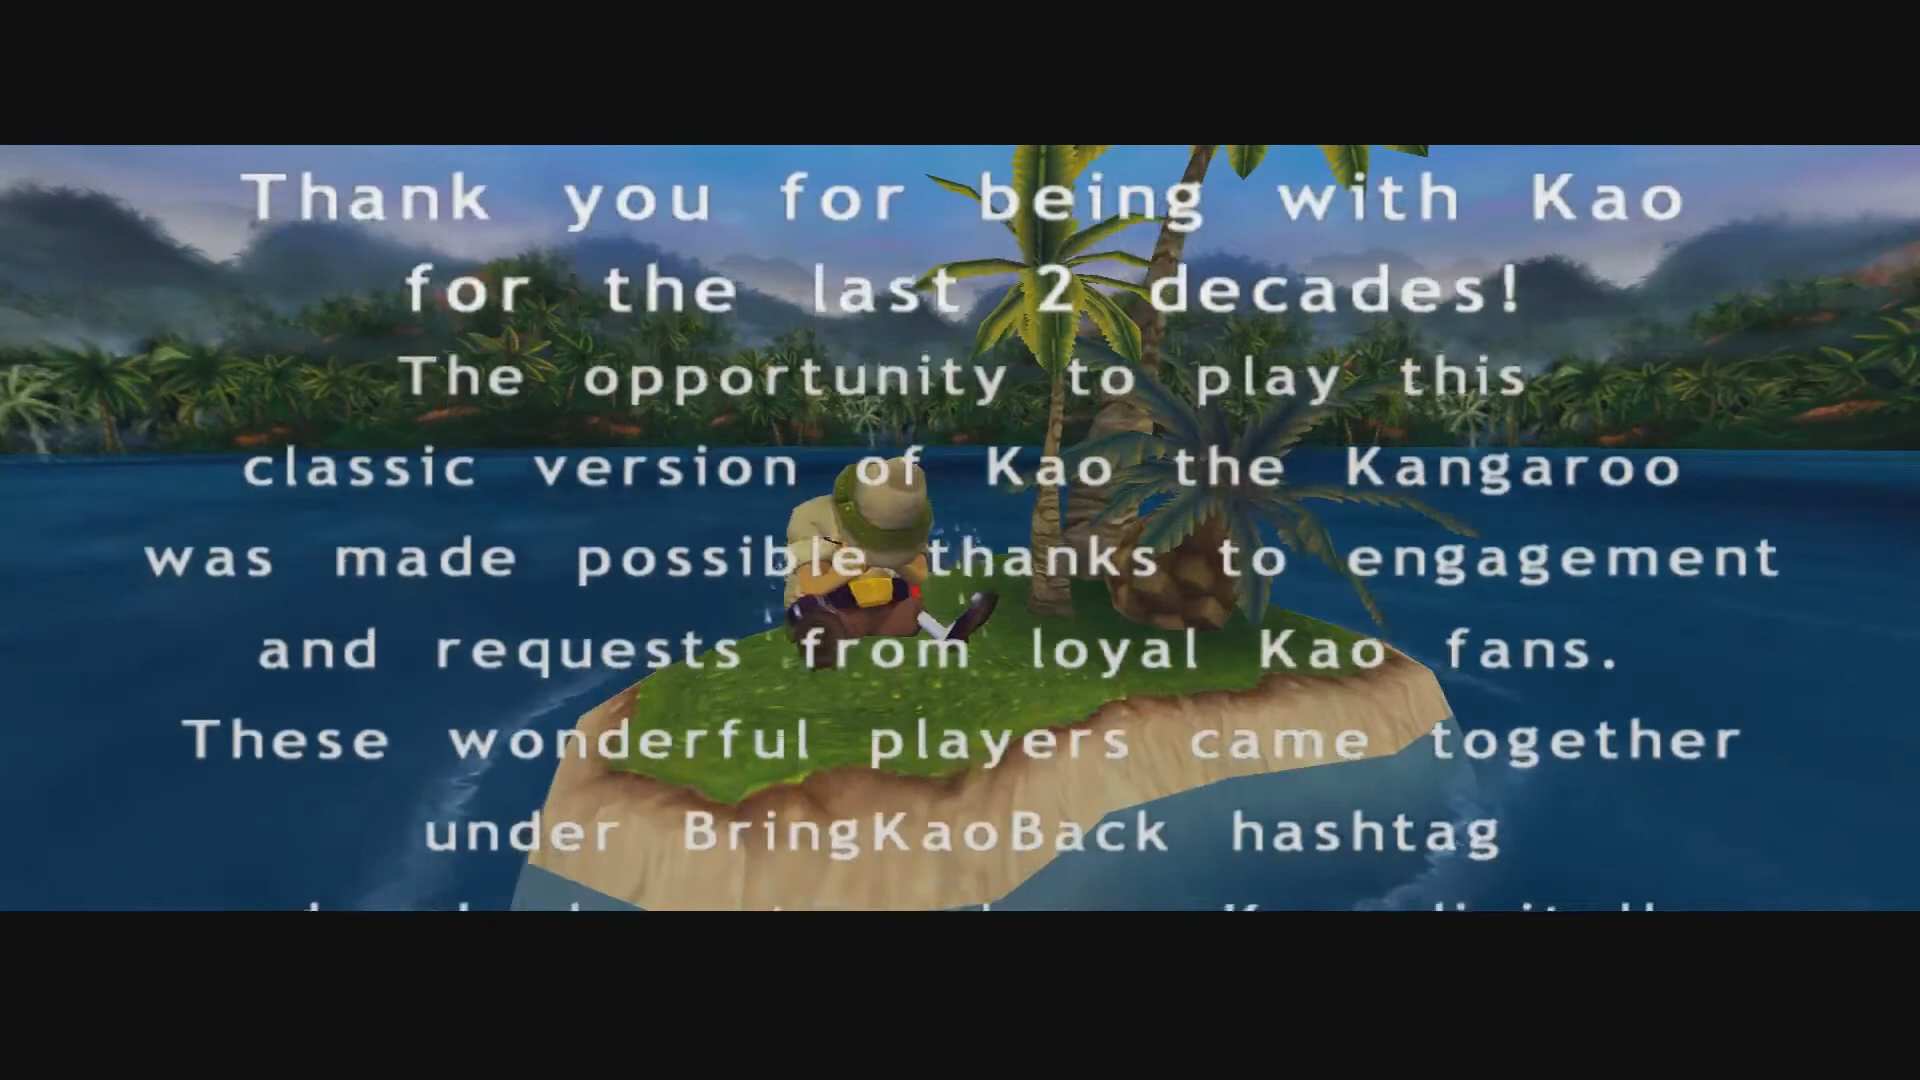 Thank you for being with Kao
for the last 2 decades!
The opportunity to play this
classic version of Kao the Kangaroo
was made possible thanks to engagement
and requests from loyal Kao fans.
These wonderful players came together
under BringKaoBack hashtag